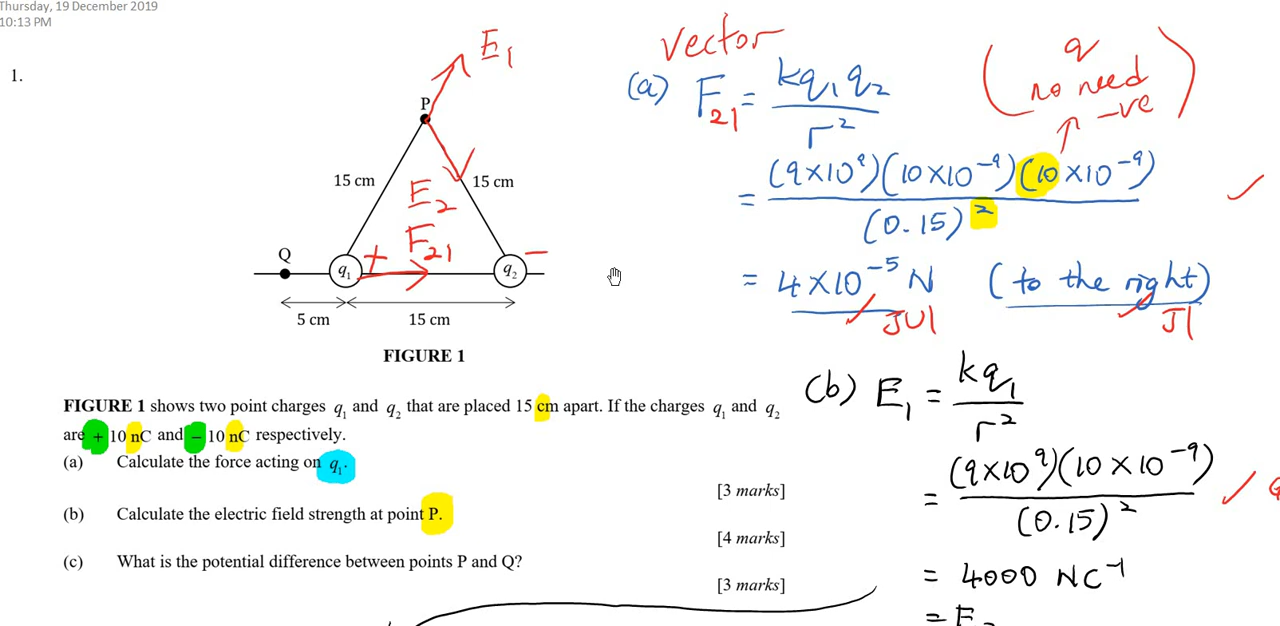 Thursday, 19 December 2019
10:13 PM
1.
E₁
P
15 cm
15 cm
E₂
F₂₁
Q
q₁
+
q₂
−
5 cm
15 cm
FIGURE 1
FIGURE 1 shows two point charges q₁ and q₂ that are placed 15 cm apart. If the charges q₁ and q₂
are + 10 nC and − 10 nC respectively.
(a) Calculate the force acting on q₁.
[3 marks]
(b) Calculate the electric field strength at point P.
[4 marks]
(c) What is the potential difference between points P and Q?
[3 marks]
vector
(a) F₂₁ = kq₁q₂ / r²
(q no need -ve)
= (9×10⁹)(10×10⁻⁹)(10×10⁻⁹) / (0.15)²
= 4×10⁻⁵ N (to the right)
JU1
J1
(b) E₁ = kq₁ / r²
= (9×10⁹)(10×10⁻⁹) / (0.15)²
= 4000 NC⁻¹